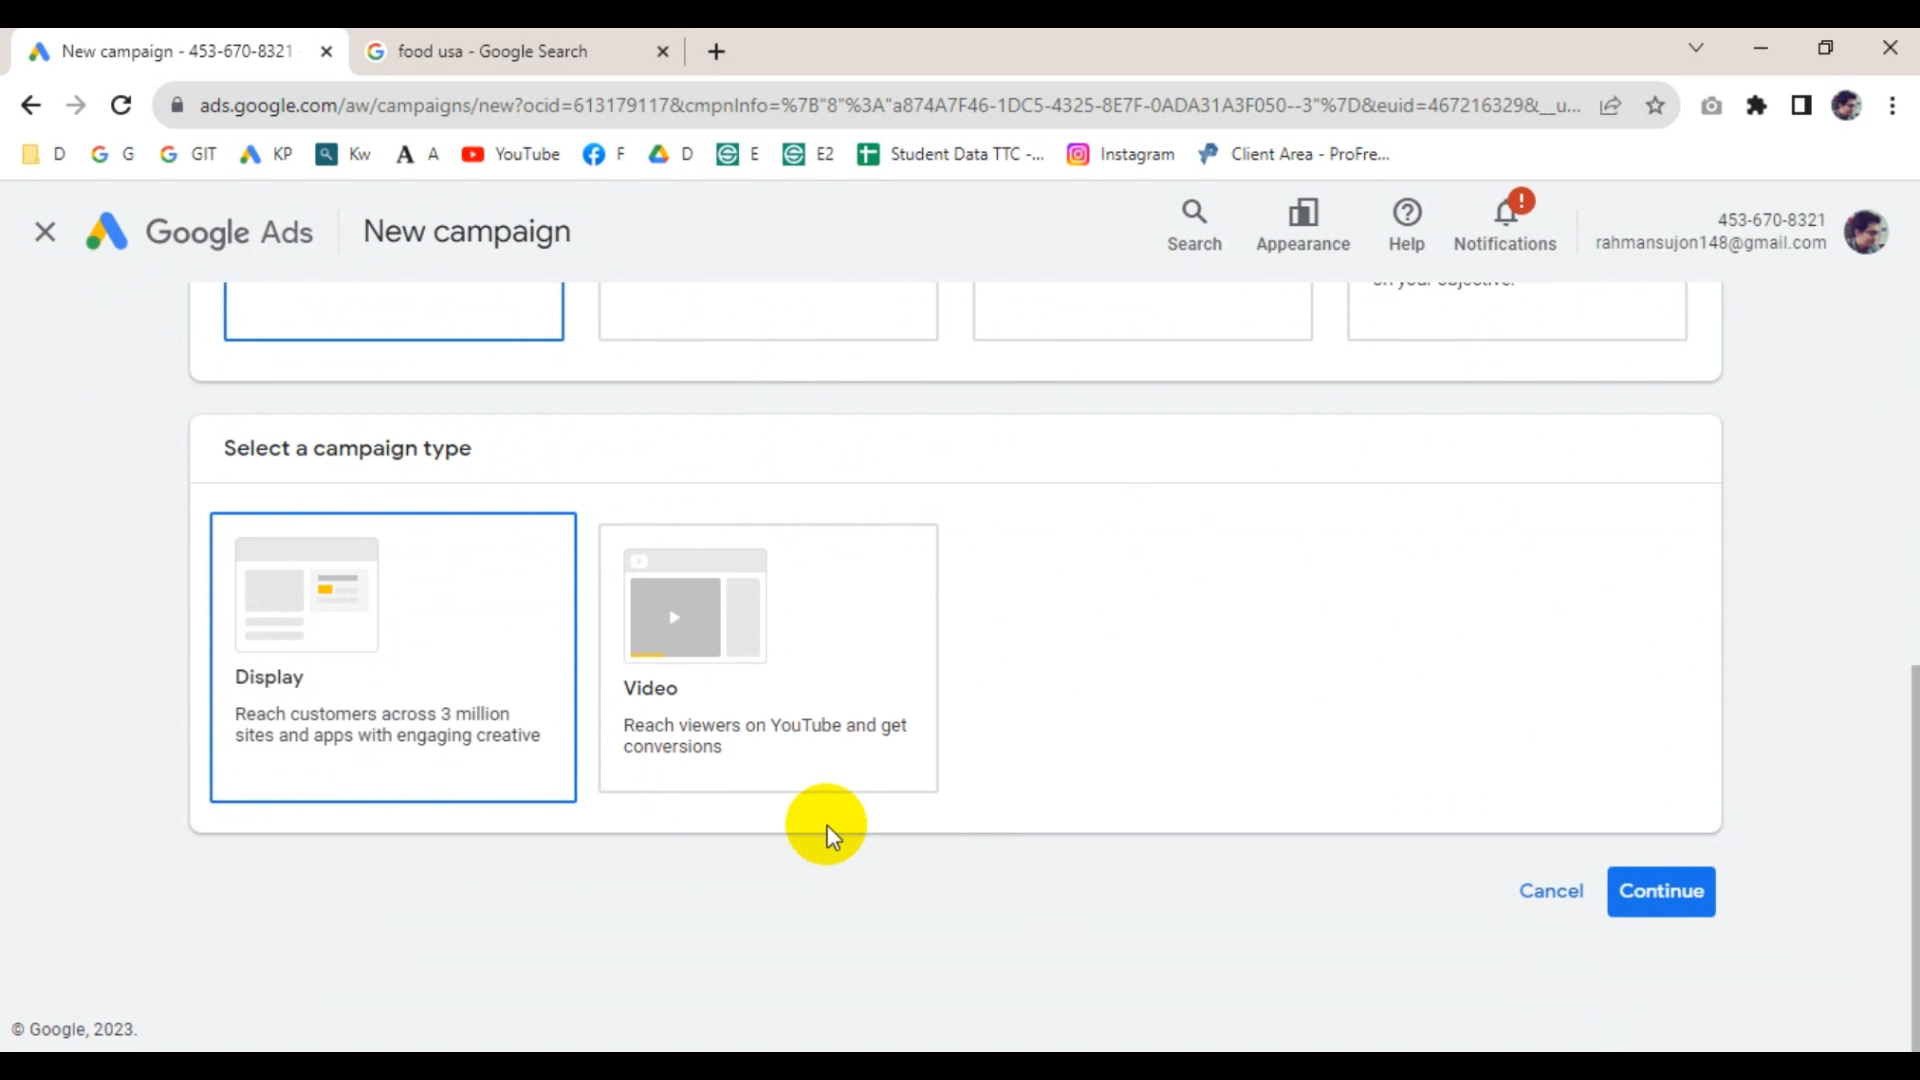 New campaign - 453-670-8321
food usa - Google Search
ads.google.com/aw/campaigns/new?ocid=613179117&cmpnInfo=%7B"8"%3A"a874A7F46-1DC5-4325-8E7F-0ADA31A3F050--3"%7D&euid=467216329&__u...
D G GIT KP Kw A YouTube F D E E2 Student Data TTC -... Instagram Client Area - ProFre...
Google Ads New campaign
Search Appearance Help Notifications
453-670-8321
rahmansujon148@gmail.com
on your objective.
Select a campaign type
Display
Reach customers across 3 million
sites and apps with engaging creative
Video
Reach viewers on YouTube and get
conversions
Cancel Continue
© Google, 2023.